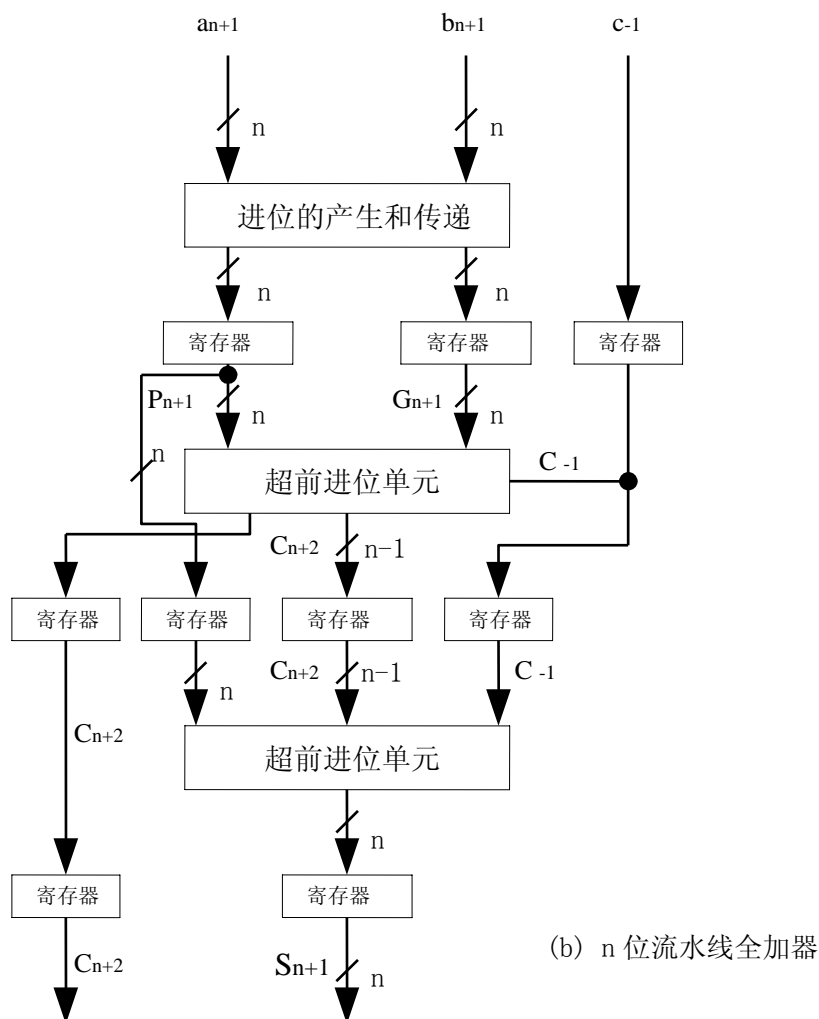 an+1 bn+1 c-1
n n
进位的产生和传递
n n
寄存器 寄存器 寄存器
Pn+1 n Gn+1 n
n
超前进位单元 C -1
Cn+2 n-1
寄存器 寄存器 寄存器 寄存器
n Cn+2 n-1 C -1
Cn+2
超前进位单元
n
寄存器 寄存器
Cn+2 Sn+1 n
(b) n 位流水线全加器